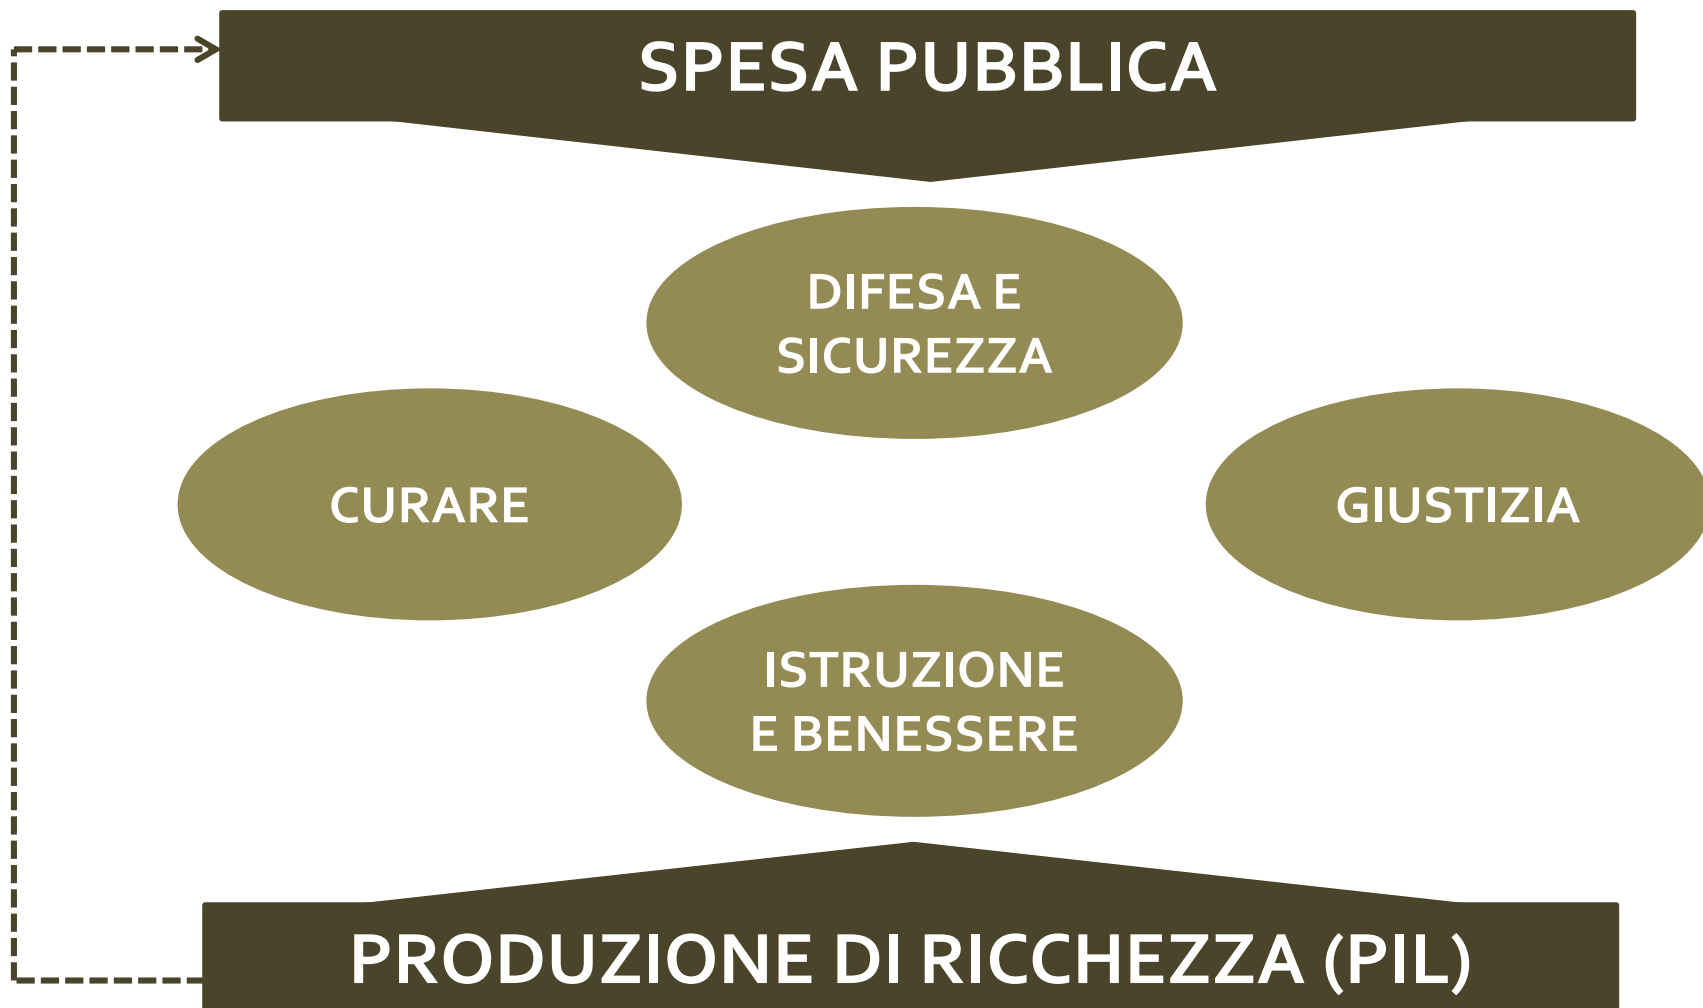 SPESA PUBBLICA
DIFESA E
SICUREZZA
CURARE
GIUSTIZIA
ISTRUZIONE
E BENESSERE
PRODUZIONE DI RICCHEZZA (PIL)